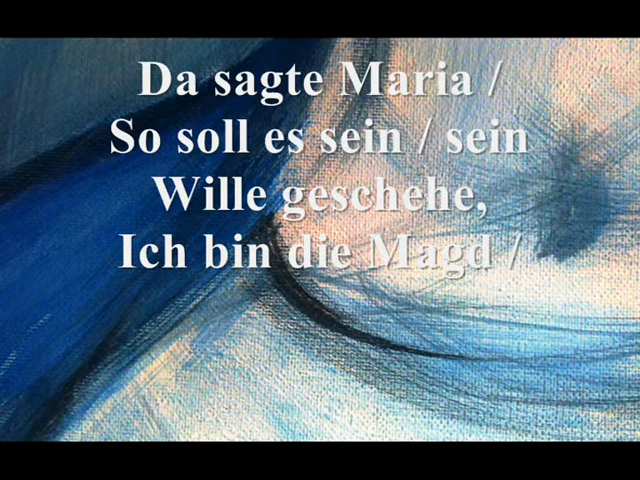 Da sagte Maria /
So soll es sein / sein
Wille geschehe,
Ich bin die Magd /